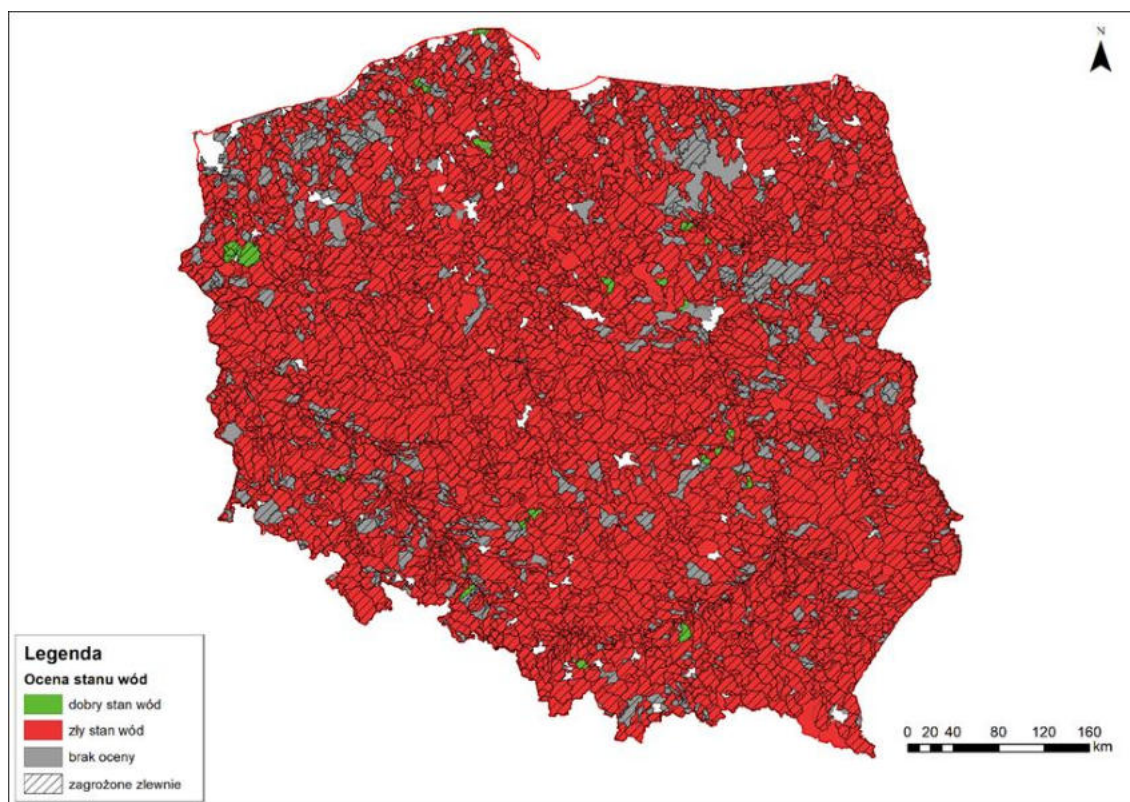 N
Legenda
Ocena stanu wód
dobry stan wód
zły stan wód
brak oceny
zagrożone zlewnie
0 20 40 80 120 160
km